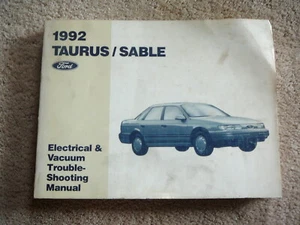 1992
TAURUS / SABLE
Ford
Electrical &
Vacuum
Trouble-
Shooting
Manual